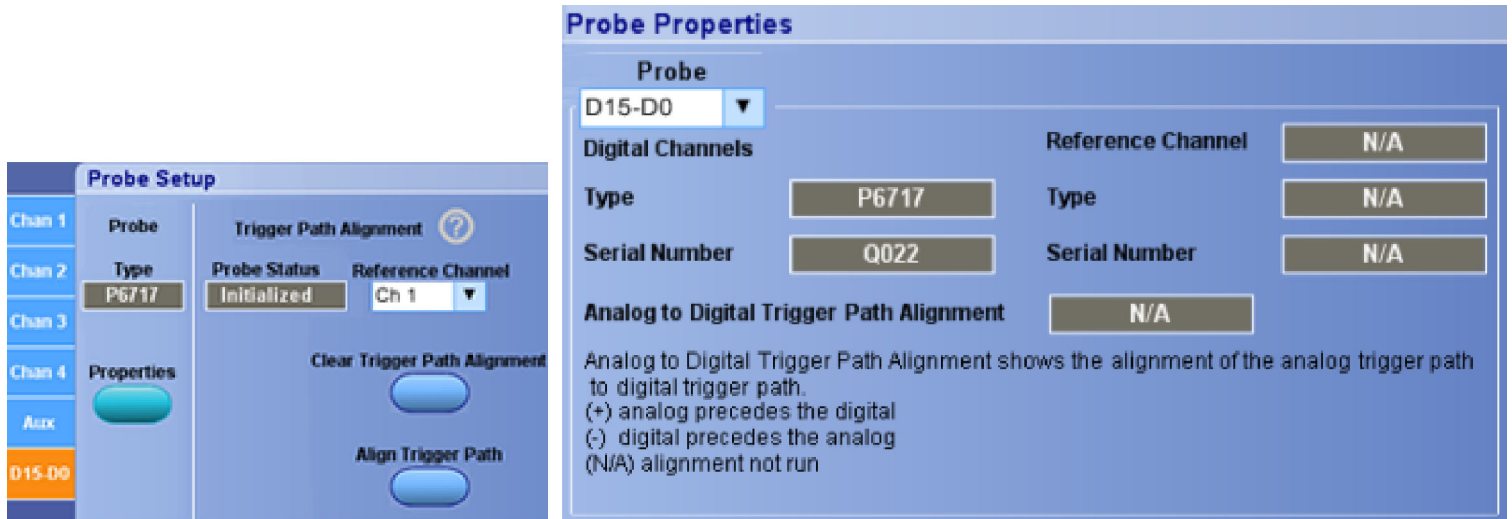 Probe Setup
Chan 1
Chan 2
Chan 3
Chan 4
Aux
D15-D0
Probe
Type
P6717
Properties
Trigger Path Alignment ?
Probe Status Reference Channel
Initialized Ch 1
Clear Trigger Path Alignment
Align Trigger Path
Probe Properties
Probe
D15-D0
Digital Channels
Reference Channel N/A
Type P6717 Type N/A
Serial Number Q022 Serial Number N/A
Analog to Digital Trigger Path Alignment N/A
Analog to Digital Trigger Path Alignment shows the alignment of the analog trigger path
to digital trigger path.
(+) analog precedes the digital
(-) digital precedes the analog
(N/A) alignment not run